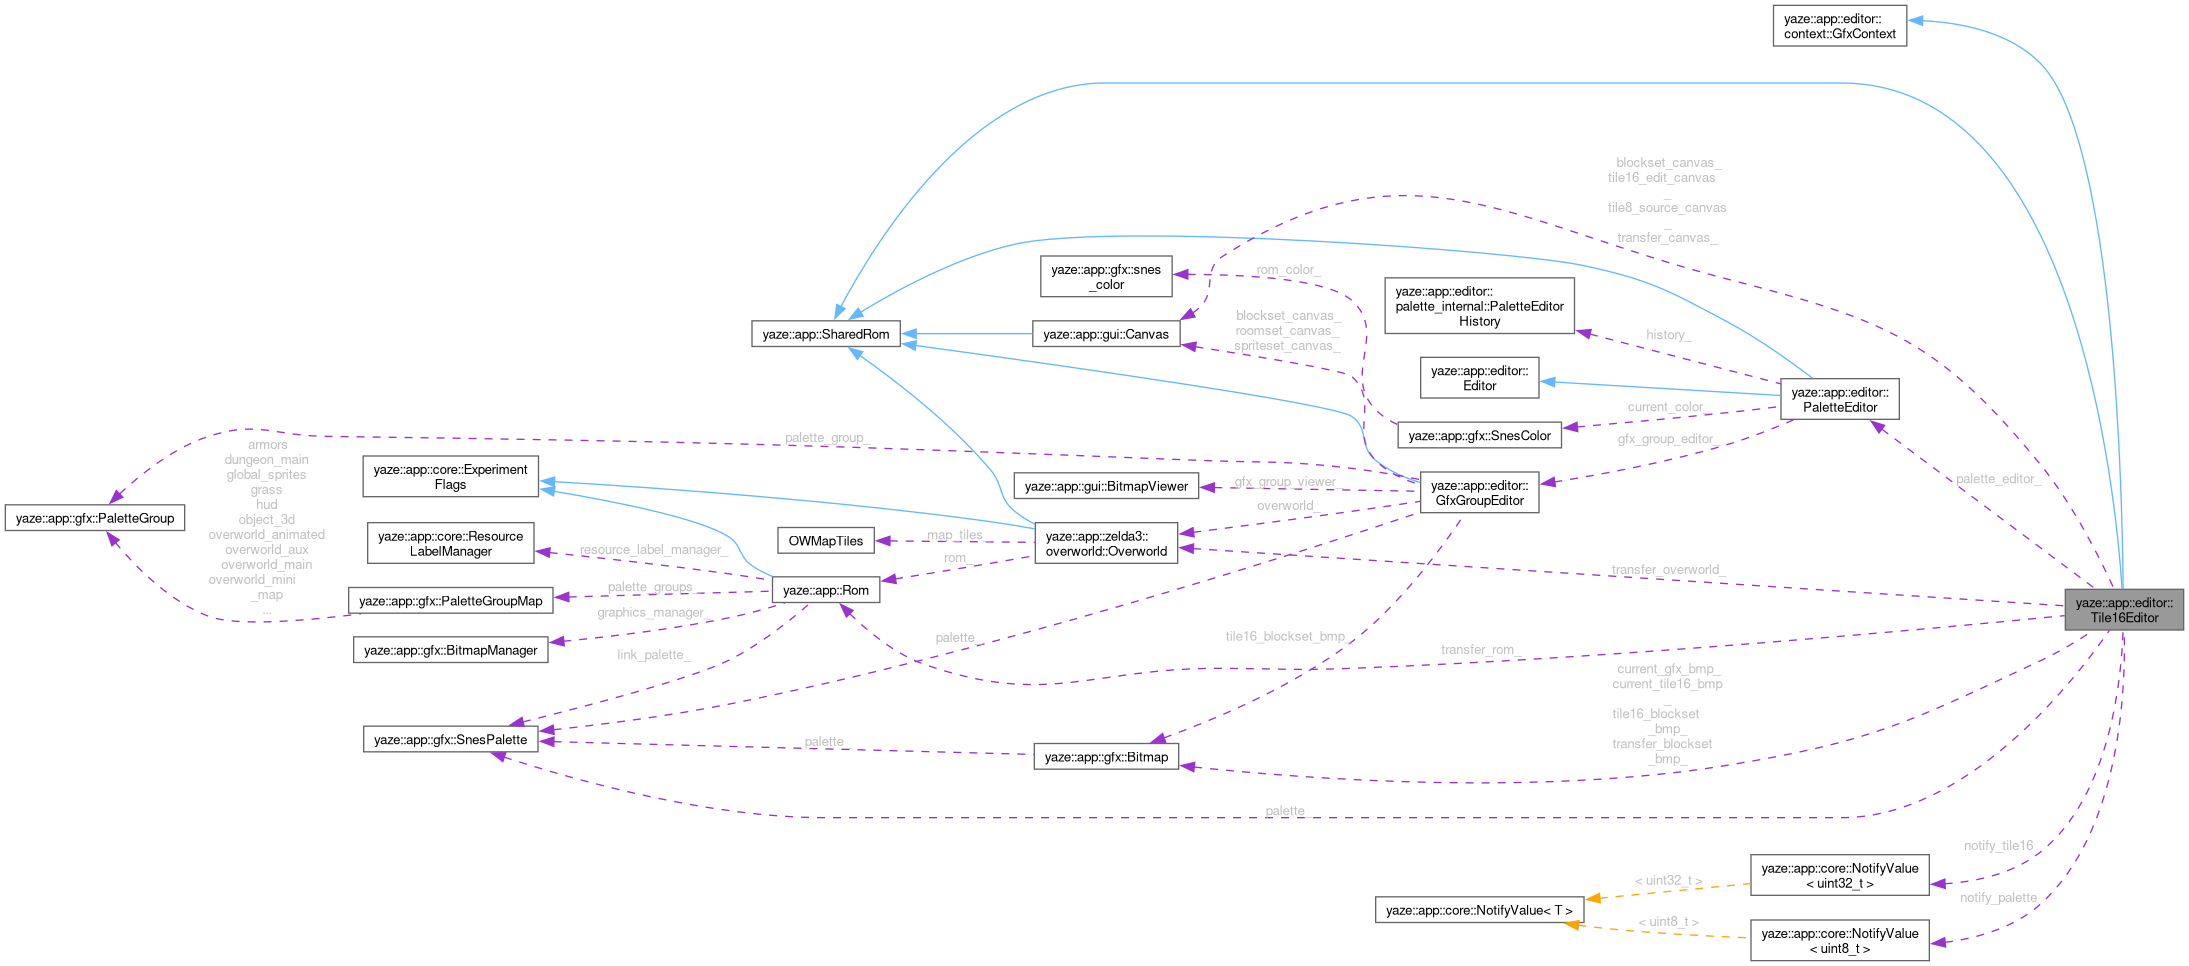 yaze::app::editor::
context::GfxContext
blockset_canvas_
tile16_edit_canvas
_
tile8_source_canvas
_
transfer_canvas_
yaze::app::gfx::snes
_color
rom_color_
yaze::app::editor::
palette_internal::PaletteEditor
History
yaze::app::SharedRom
yaze::app::gui::Canvas
blockset_canvas_
roomset_canvas_
spriteset_canvas_
history_
yaze::app::editor::
Editor
yaze::app::editor::
PaletteEditor
current_color_
yaze::app::gfx::SnesColor
gfx_group_editor_
palette_group_
armors
dungeon_main
global_sprites
grass
hud
object_3d
overworld_animated
overworld_aux
overworld_main
overworld_mini
_map
...
yaze::app::core::Experiment
Flags
yaze::app::gui::BitmapViewer
gfx_group_viewer_
yaze::app::editor::
GfxGroupEditor
palette_editor_
yaze::app::gfx::PaletteGroup
overworld_
yaze::app::core::Resource
LabelManager
resource_label_manager_
OWMapTiles
map_tiles_
yaze::app::zelda3::
overworld::Overworld
rom_
transfer_overworld_
yaze::app::gfx::PaletteGroupMap
palette_groups_
yaze::app::Rom
yaze::app::editor::
Tile16Editor
graphics_manager_
yaze::app::gfx::BitmapManager
link_palette_
palette_
tile16_blockset_bmp_
transfer_rom_
current_gfx_bmp_
current_tile16_bmp
_
tile16_blockset
_bmp_
transfer_blockset
_bmp_
yaze::app::gfx::SnesPalette
palette_
yaze::app::gfx::Bitmap
palette_
notify_tile16
yaze::app::core::NotifyValue
< uint32_t >
< uint32_t >
yaze::app::core::NotifyValue< T >
notify_palette
< uint8_t >
yaze::app::core::NotifyValue
< uint8_t >